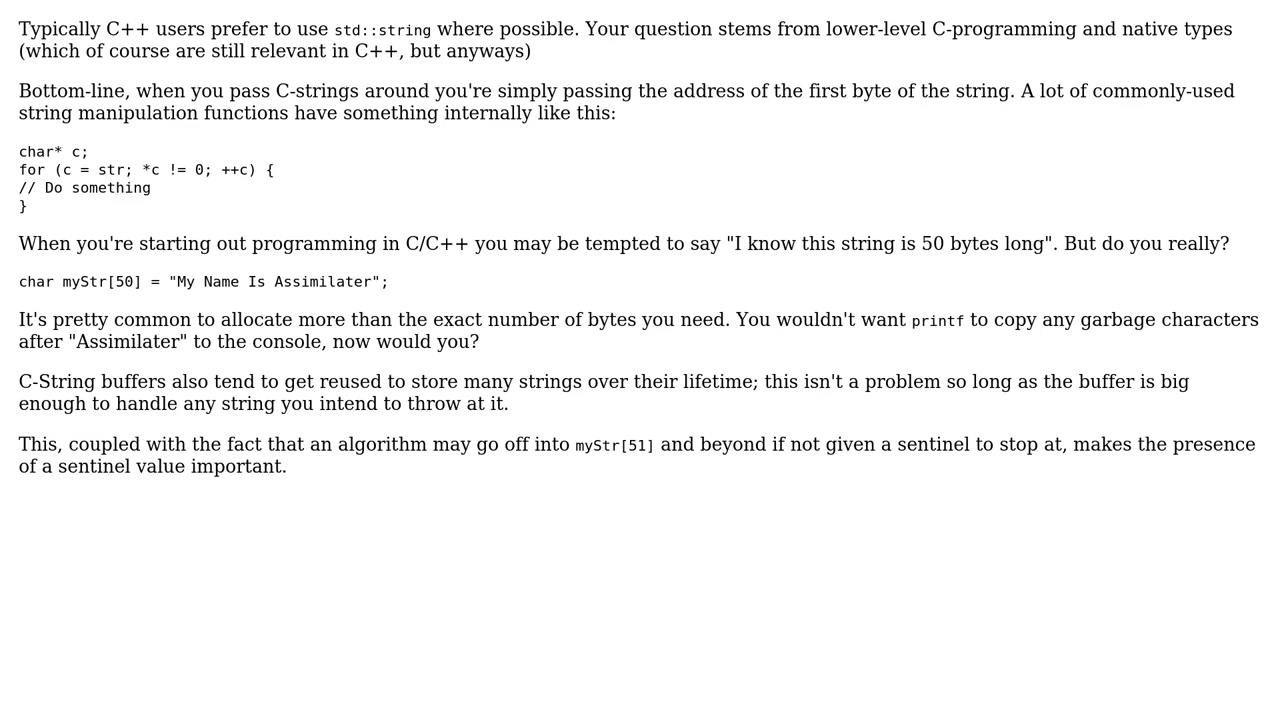 Typically C++ users prefer to use std::string where possible. Your question stems from lower-level C-programming and native types
(which of course are still relevant in C++, but anyways)
Bottom-line, when you pass C-strings around you're simply passing the address of the first byte of the string. A lot of commonly-used
string manipulation functions have something internally like this:
char* c;
for (c = str; *c != 0; ++c) {
// Do something
}
When you're starting out programming in C/C++ you may be tempted to say "I know this string is 50 bytes long". But do you really?
char myStr[50] = "My Name Is Assimilater";
It's pretty common to allocate more than the exact number of bytes you need. You wouldn't want printf to copy any garbage characters
after "Assimilater" to the console, now would you?
C-String buffers also tend to get reused to store many strings over their lifetime; this isn't a problem so long as the buffer is big
enough to handle any string you intend to throw at it.
This, coupled with the fact that an algorithm may go off into myStr[51] and beyond if not given a sentinel to stop at, makes the presence
of a sentinel value important.